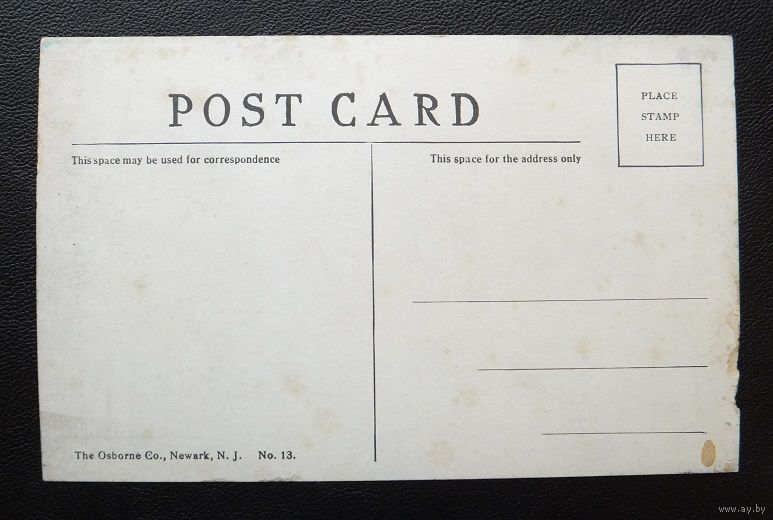 POST CARD
PLACE
STAMP
HERE
This space may be used for correspondence
This space for the address only
The Osborne Co., Newark, N. J. No. 13.
www.ay.by